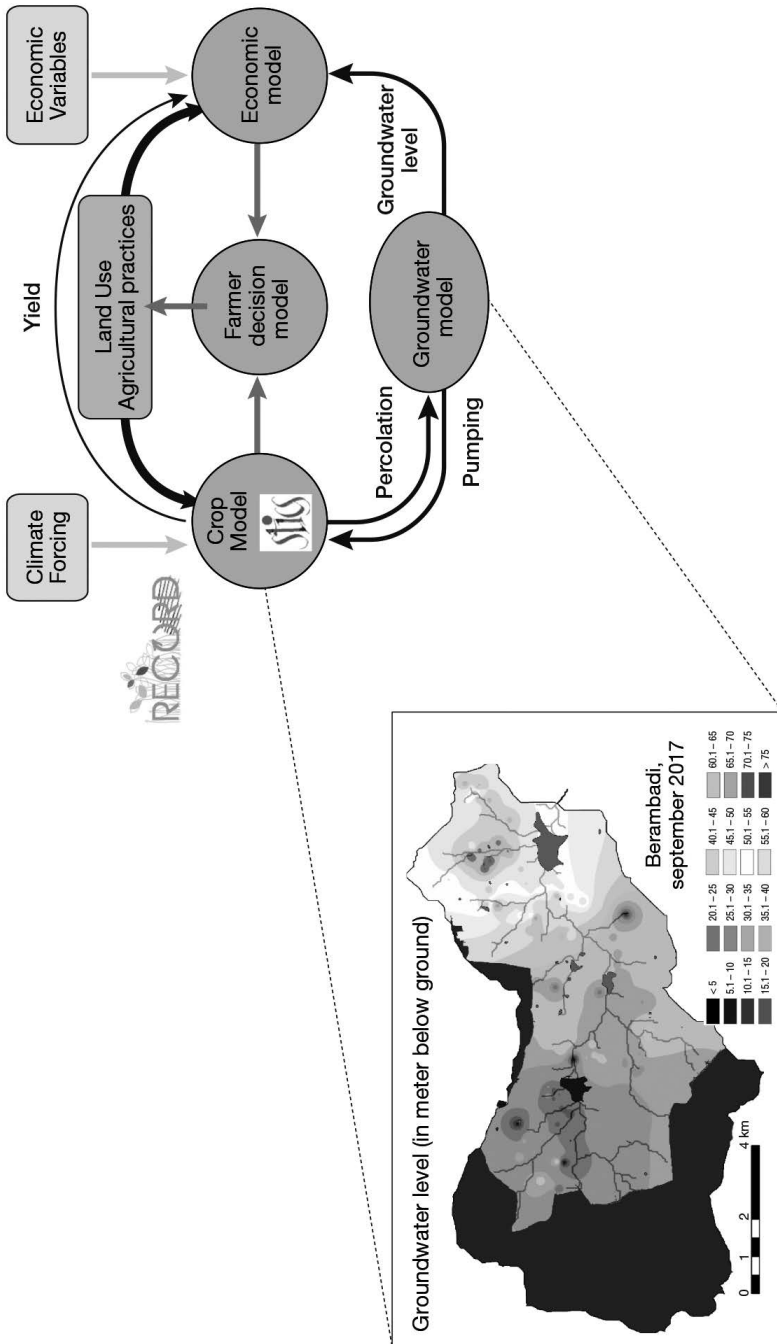 Climate
Forcing
Economic
Variables
RECORD
Yield
Land Use
Agricultural practices
Crop
Model
STICS
Farmer
decision
model
Economic
model
Percolation
Pumping
Groundwater
model
Groundwater
level
Groundwater level (in meter below ground)
Berambadi,
september 2017
< 5
5.1 – 10
10.1 – 15
15.1 – 20
20.1 – 25
25.1 – 30
30.1 – 35
35.1 – 40
40.1 – 45
45.1 – 50
50.1 – 55
55.1 – 60
60.1 – 65
65.1 – 70
70.1 – 75
> 75
0 1 2 4 km